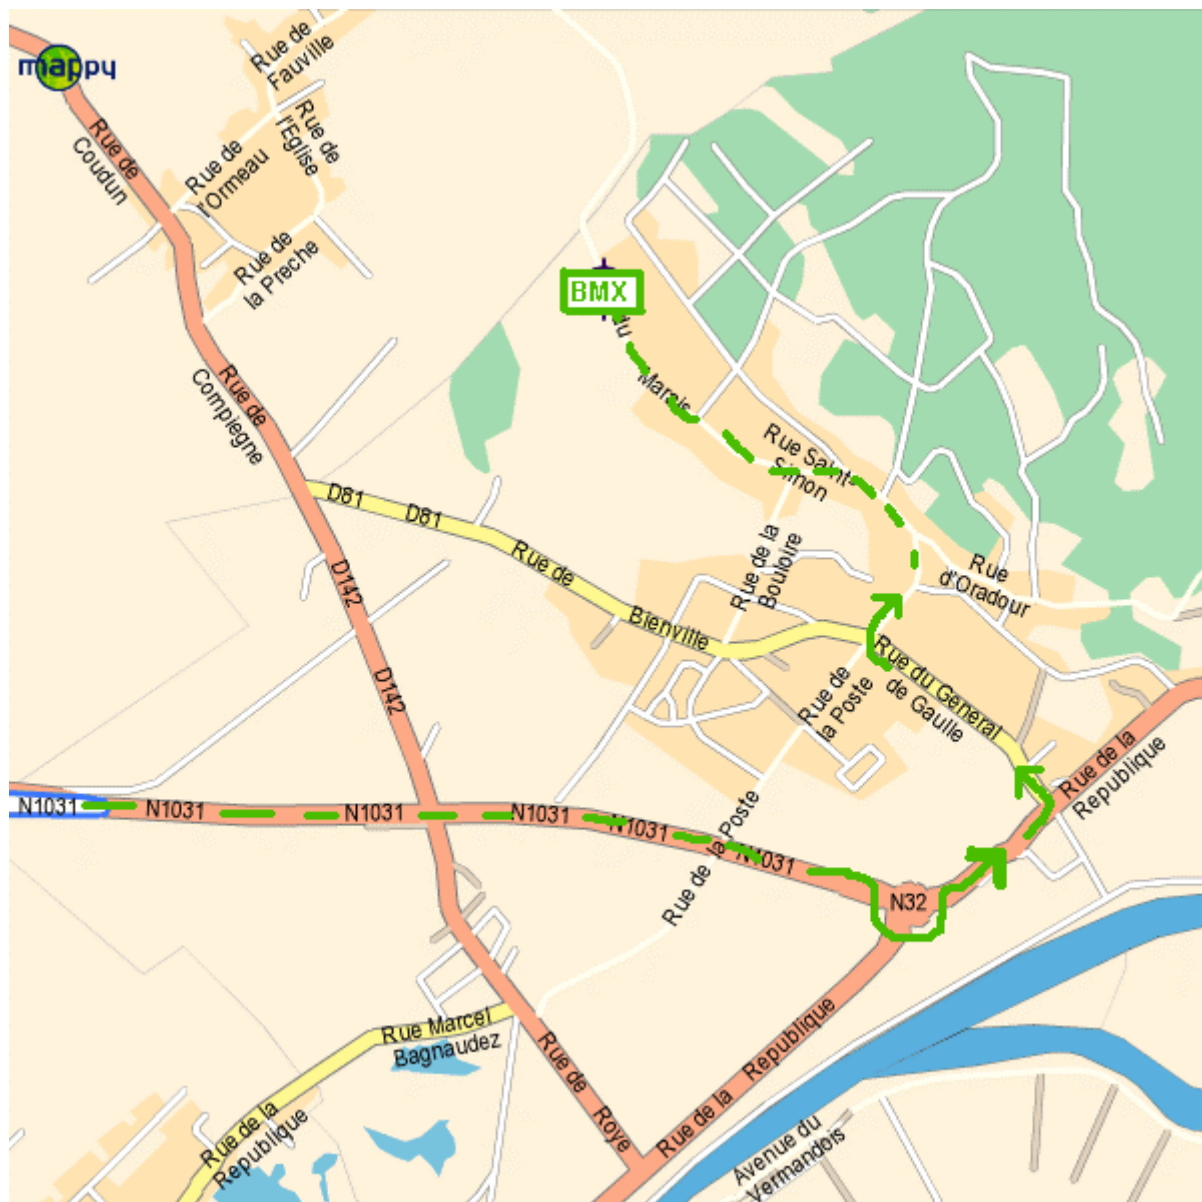 mappy
Rue de
Fauville
Rue de
l'Eglise
Rue de
l'Ormeau
Rue de
Coudun
Rue de
la Preche
BMX
du
Marais
Rue de
Compiegne
Rue Saint
Simon
D81
D81
Rue de
Bienville
Rue de la
Bouloire
Rue
d'Oradour
D142
D142
Rue du General
de Gaulle
Rue de
la Poste
Rue de la
Republique
N1031
N1031
N1031
N1031
N1031
N1031
Rue de la Poste
N32
Rue Marcel
Bagnaudez
Rue de
Roye
Rue de la
Republique
Rue de la
Republique
Avenue du
Vermandois